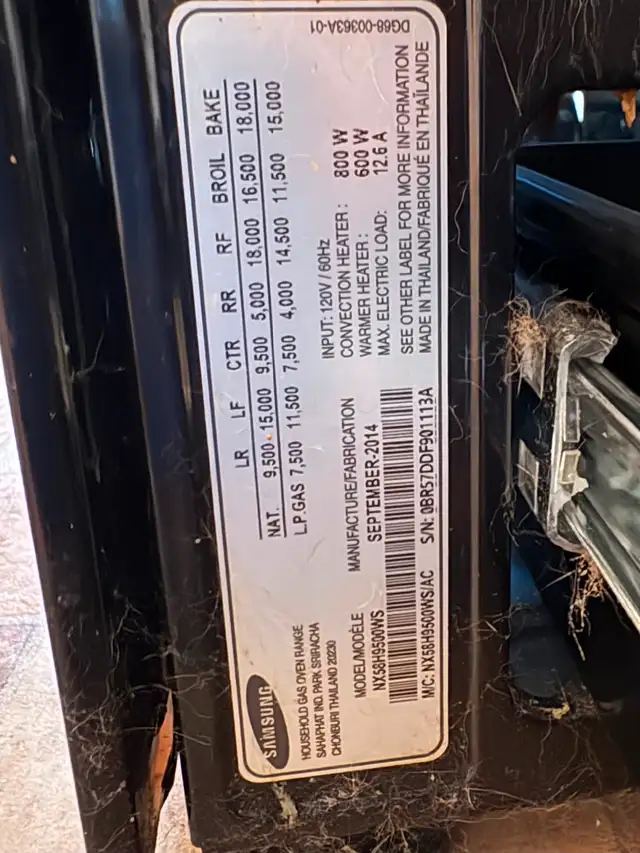 SAMSUNG
HOUSEHOLD GAS OVEN RANGE
SAHAPHAT IND. PARK SRIRACHA
CHONBURI THAILAND 20230
LR LF CTR RR RF BROIL BAKE
NAT. 9,500 15,000 9,500 5,000 18,000 16,500 18,000
L.P.GAS 7,500 11,500 7,500 4,000 14,500 11,500 15,000
MODEL/MODÈLE
NX58H9500WS
MANUFACTURE/FABRICATION
SEPTEMBER-2014
INPUT: 120V / 60Hz
CONVECTION HEATER : 800 W
WARMER HEATER : 600 W
MAX. ELECTRIC LOAD: 12.6 A
SEE OTHER LABEL FOR MORE INFORMATION
MADE IN THAILAND/FABRIQUÉ EN THAÏLANDE
M/C: NX58H9500WS/AC S/N: 0BR57DDF901113A
DG68-00363A-01